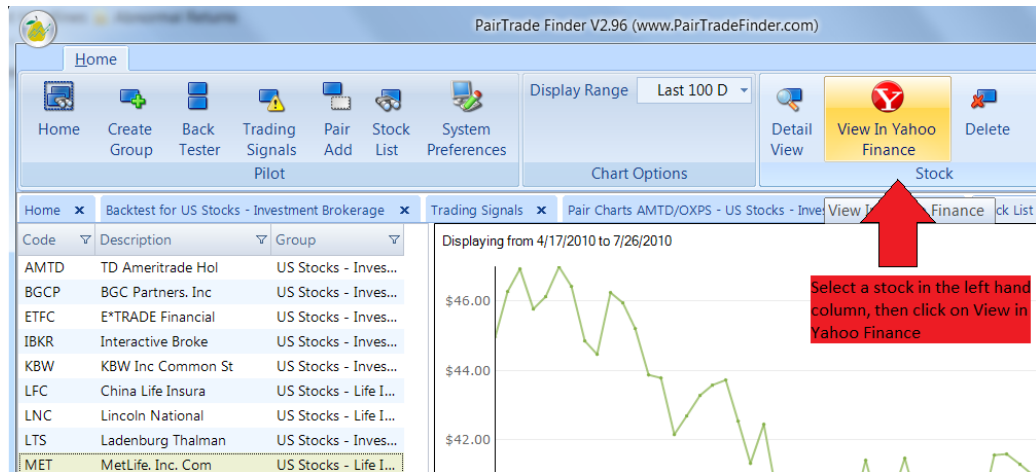 Abnormal Returns
PairTrade Finder V2.96 (www.PairTradeFinder.com)
Home
Home
Create Group
Back Tester
Trading Signals
Pair Add
Stock List
System Preferences
Pilot
Display Range Last 100 D
Chart Options
Detail View
View In Yahoo Finance
Delete
Stock
Home x Backtest for US Stocks - Investment Brokerage x Trading Signals x Pair Charts AMTD/OXPS - US Stocks - Inves
View In Finance
ck List
Code Description Group
AMTD TD Ameritrade Hol US Stocks - Inves...
BGCP BGC Partners. Inc US Stocks - Inves...
ETFC E*TRADE Financial US Stocks - Inves...
IBKR Interactive Broke US Stocks - Inves...
KBW KBW Inc Common St US Stocks - Inves...
LFC China Life Insura US Stocks - Life I...
LNC Lincoln National US Stocks - Life I...
LTS Ladenburg Thalman US Stocks - Inves...
MET MetLife. Inc. Com US Stocks - Life I...
Displaying from 4/17/2010 to 7/26/2010
$46.00
$44.00
$42.00
Select a stock in the left hand
column, then click on View in
Yahoo Finance